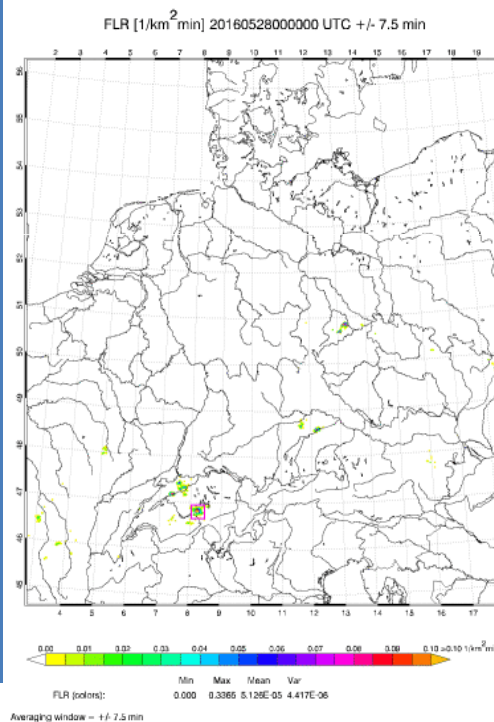 FLR [1/km²min] 20160528000000 UTC +/- 7.5 min
2 3 4 5 6 7 8 9 10 11 12 13 14 15 16 17 18 19
56
55
54
53
52
51
50
49
48
47
46
45
4 5 6 7 8 9 10 11 12 13 14 15 16 17
0.00 0.01 0.02 0.03 0.04 0.05 0.06 0.07 0.08 0.09 0.10 >0.10 1/km² min
Min Max Mean Var
FLR (colors): 0.000 0.3365 5.126E-05 4.417E-06
Averaging window = +/- 7.5 min